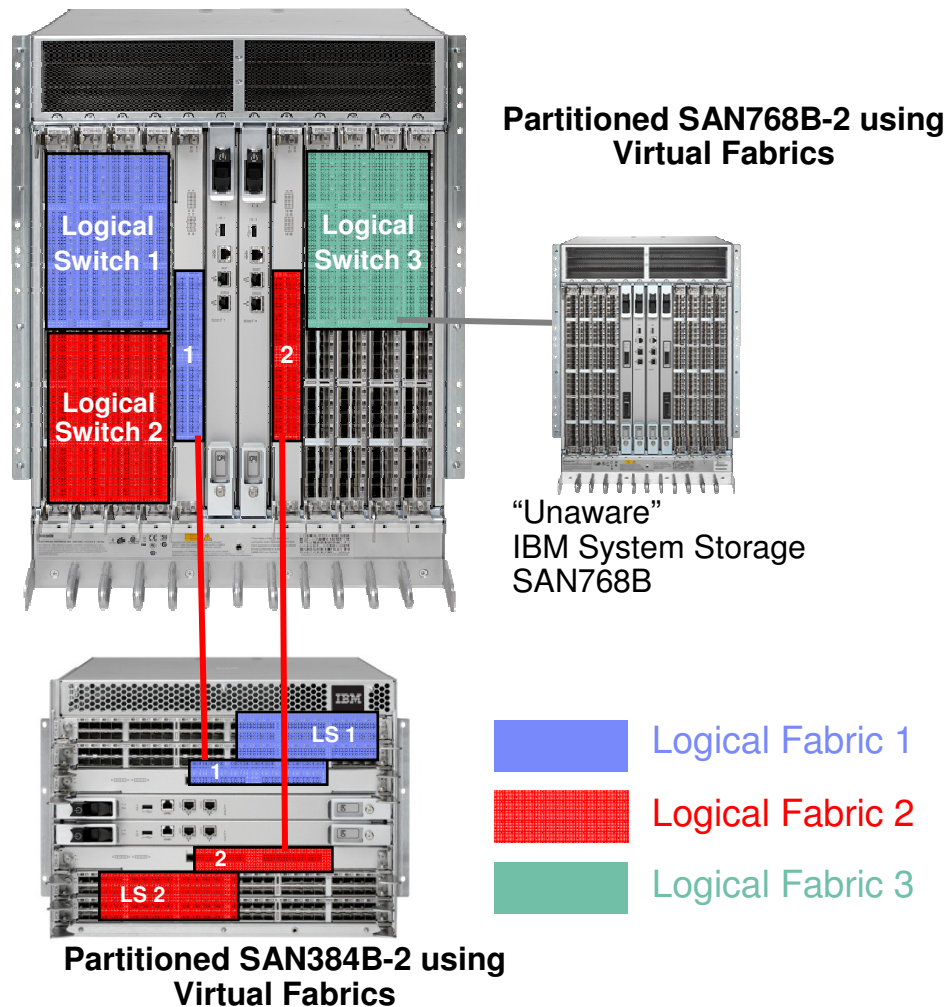 Partitioned SAN768B-2 using
Virtual Fabrics
Logical
Switch 1
Logical
Switch 3
1
2
Logical
Switch 2
CP0
CP1
"Unaware"
IBM System Storage
SAN768B
IBM
LS 1
1
2
LS 2
Logical Fabric 1
Logical Fabric 2
Logical Fabric 3
Partitioned SAN384B-2 using
Virtual Fabrics